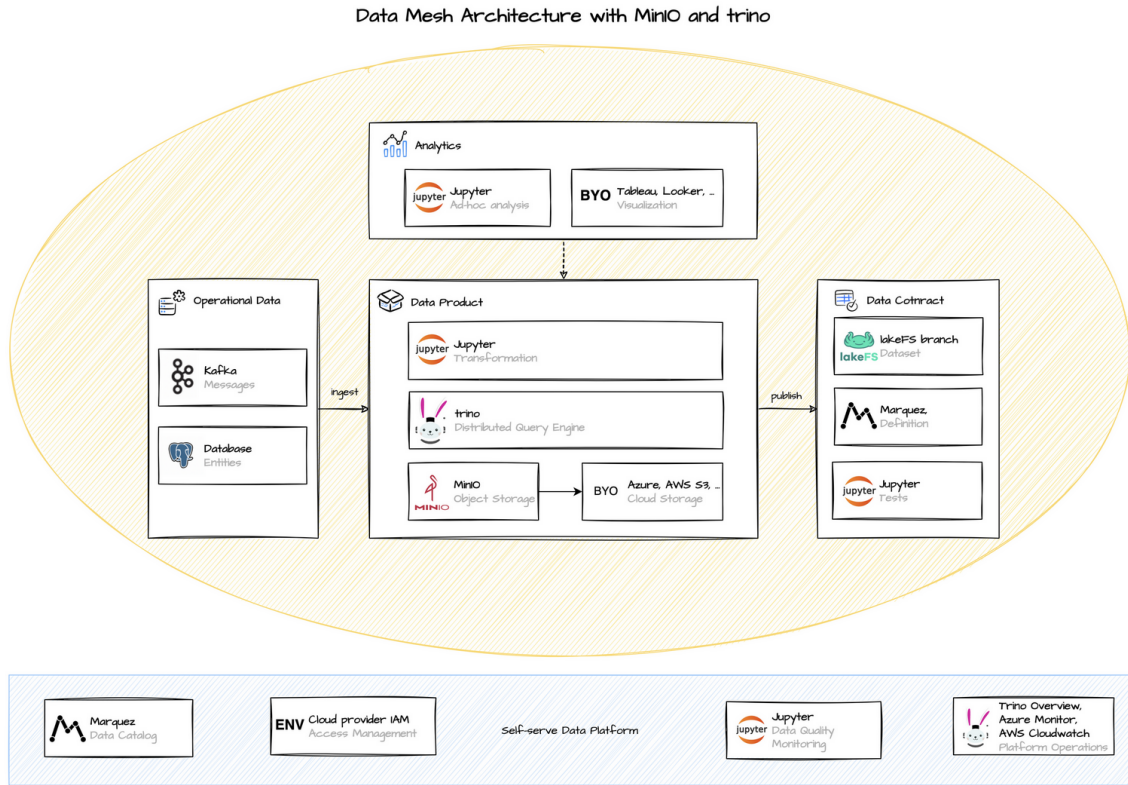 Data Mesh Architecture with MinIO and trino
Analytics
jupyter
Jupyter
Ad-hoc analysis
BYO
Tableau, Looker, ...
Visualization
Operational Data
Kafka
Messages
Database
Entities
ingest
Data Product
jupyter
Jupyter
Transformation
trino
Distributed Query Engine
MINIO
MinIO
Object Storage
BYO
Azure, AWS S3, ...
Cloud Storage
publish
Data Cotnract
lakeFS
lakeFS branch
Dataset
Marquez,
Definition
jupyter
Jupyter
Tests
Marquez
Data Catalog
ENV
Cloud provider IAM
Access Management
Self-serve Data Platform
jupyter
Jupyter
Data Quality
Monitoring
Trino Overview,
Azure Monitor,
AWS Cloudwatch
Platform Operations